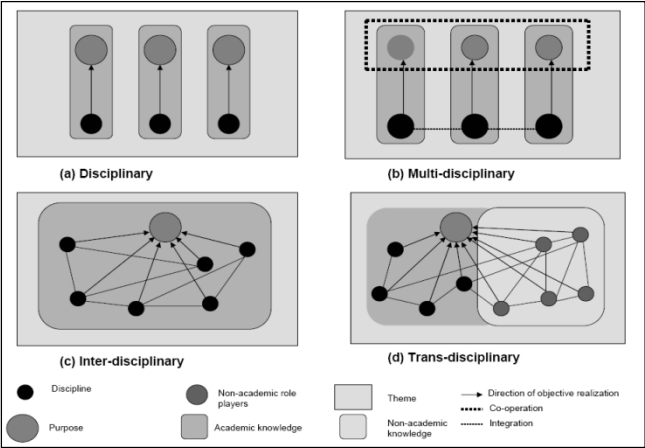 (a) Disciplinary
(b) Multi-disciplinary
(c) Inter-disciplinary
(d) Trans-disciplinary
Discipline
Non-academic role
players
Theme
Direction of objective realization
Co-operation
Integration
Purpose
Academic knowledge
Non-academic
knowledge